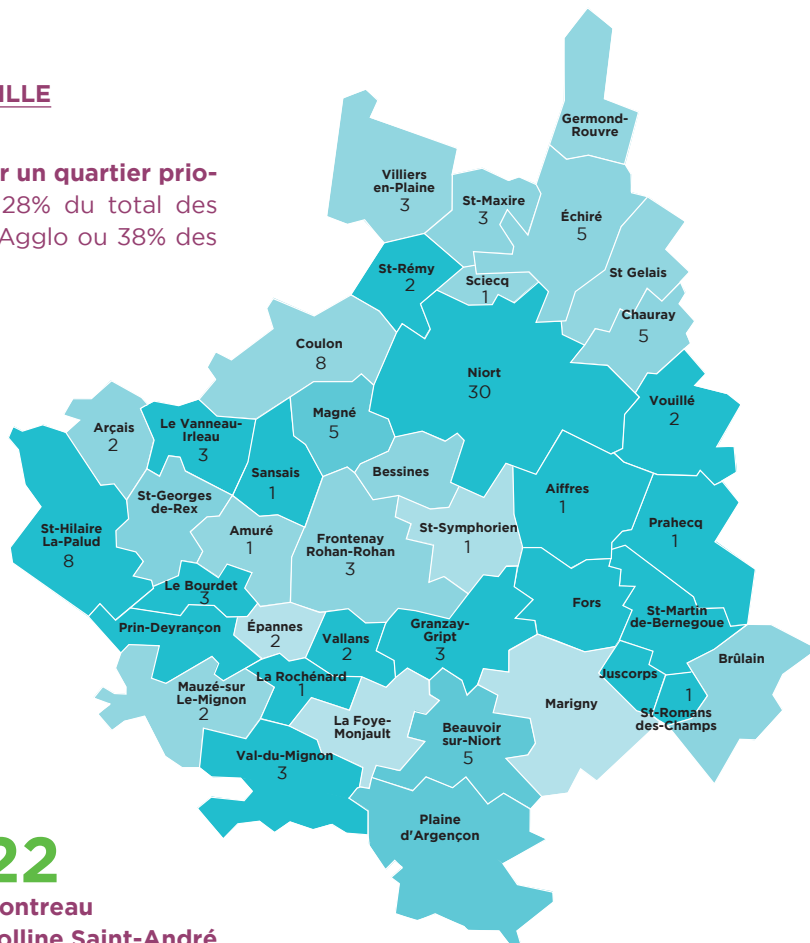 ILLE
r un quartier prio-
28% du total des
Agglo ou 38% des
Germond-
Rouvre
Villiers
en-Plaine
3
St-Maxire
3
Échiré
5
St-Rémy
2
Sciecq
1
St Gelais
Chauray
5
Coulon
8
Niort
30
Vouillé
2
Magné
5
Arçais
2
Le Vanneau-
Irleau
3
Sansais
1
Bessines
St-Georges
de-Rex
Aiffres
1
St-Hilaire
La-Palud
8
Amuré
1
Frontenay
Rohan-Rohan
3
St-Symphorien
1
Prahecq
1
Le Bourdet
3
Fors
St-Martin
de-Bernegoue
Prin-Deyrançon
Épannes
2
Vallans
2
Granzay-
Gript
3
Brûlain
Juscorps
La Rochénard
1
Mauzé-sur
Le-Mignon
2
Marigny
1
St-Romans
des-Champs
La Foye-
Monjault
Beauvoir
sur-Niort
5
Val-du-Mignon
3
Plaine
d'Argençon
22
ontreau
olline Saint-André